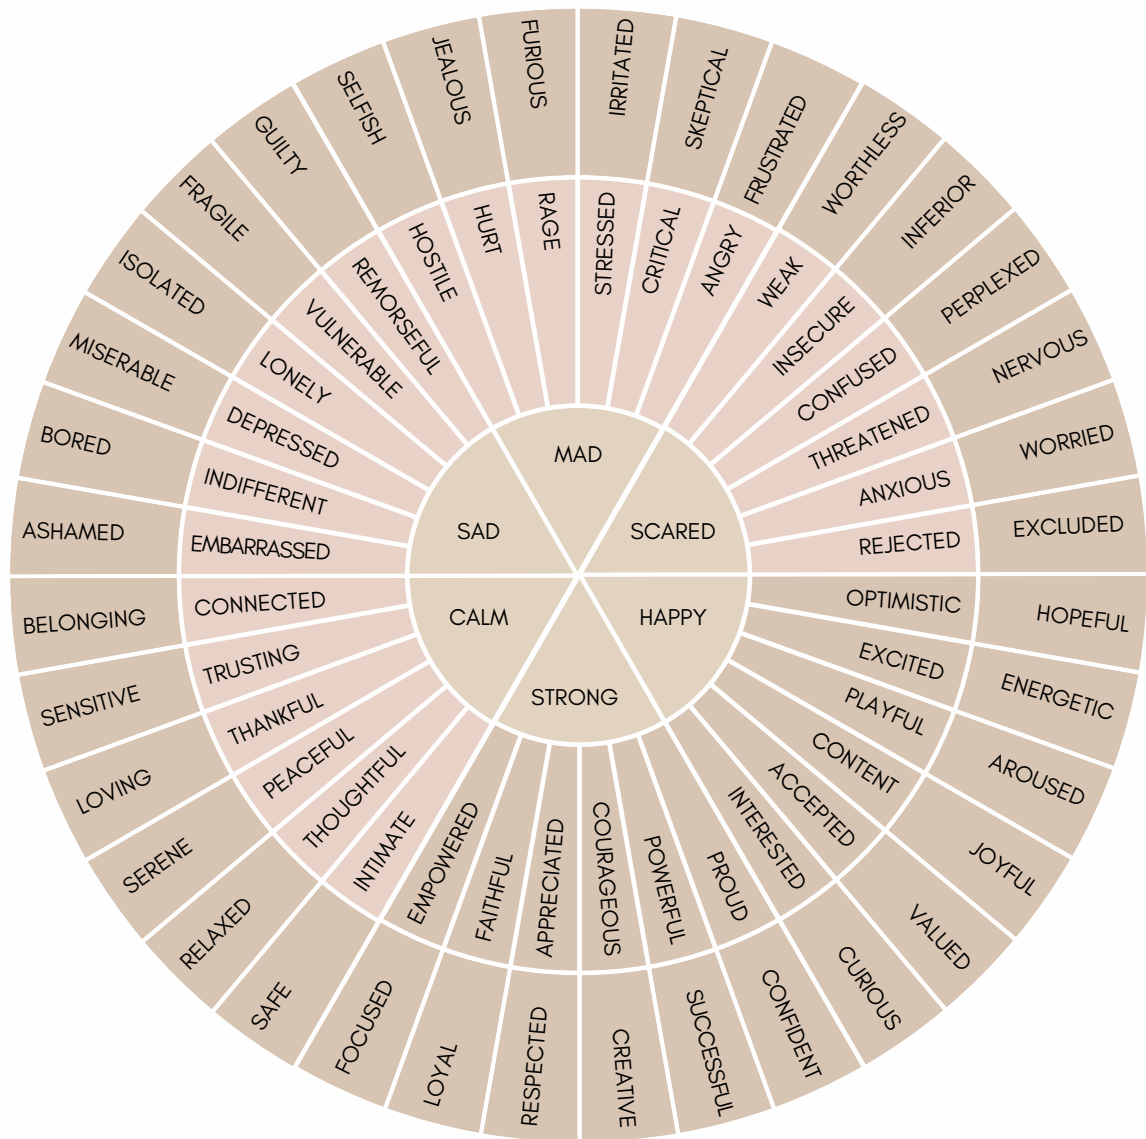 MAD
SCARED
HAPPY
STRONG
CALM
SAD
HOSTILE
HURT
RAGE
STRESSED
CRITICAL
ANGRY
WEAK
INSECURE
CONFUSED
THREATENED
ANXIOUS
REJECTED
OPTIMISTIC
EXCITED
PLAYFUL
CONTENT
ACCEPTED
INTERESTED
PROUD
POWERFUL
COURAGEOUS
APPRECIATED
FAITHFUL
EMPOWERED
INTIMATE
THOUGHTFUL
PEACEFUL
THANKFUL
TRUSTING
CONNECTED
EMBARRASSED
INDIFFERENT
DEPRESSED
LONELY
VULNERABLE
REMORSEFUL
SELFISH
JEALOUS
FURIOUS
IRRITATED
SKEPTICAL
FRUSTRATED
WORTHLESS
INFERIOR
PERPLEXED
NERVOUS
WORRIED
EXCLUDED
HOPEFUL
ENERGETIC
AROUSED
JOYFUL
VALUED
CURIOUS
CONFIDENT
SUCCESSFUL
CREATIVE
RESPECTED
LOYAL
FOCUSED
SAFE
RELAXED
SERENE
LOVING
SENSITIVE
BELONGING
ASHAMED
BORED
MISERABLE
ISOLATED
FRAGILE
GUILTY